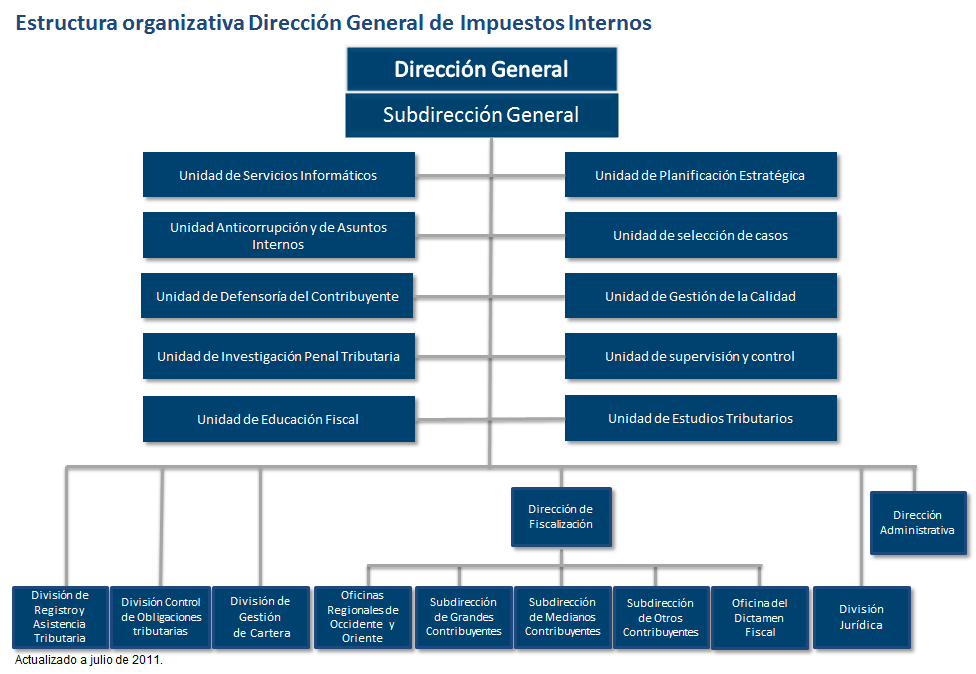 Estructura organizativa Dirección General de Impuestos Internos
Dirección General
Subdirección General
Unidad de Servicios Informáticos
Unidad de Planificación Estratégica
Unidad Anticorrupción y de Asuntos
Internos
Unidad de selección de casos
Unidad de Defensoría del Contribuyente
Unidad de Gestión de la Calidad
Unidad de Investigación Penal Tributaria
Unidad de supervisión y control
Unidad de Educación Fiscal
Unidad de Estudios Tributarios
Dirección de
Fiscalización
Dirección
Administrativa
División de
Registro y
Asistencia
Tributaria
División Control
de Obligaciones
tributarias
División de
Gestión
de Cartera
Oficinas
Regionales de
Occidente y
Oriente
Subdirección
de Grandes
Contribuyentes
Subdirección
de Medianos
Contribuyentes
Subdirección
de Otros
Contribuyentes
Oficina del
Dictamen
Fiscal
División
Jurídica
Actualizado a julio de 2011.